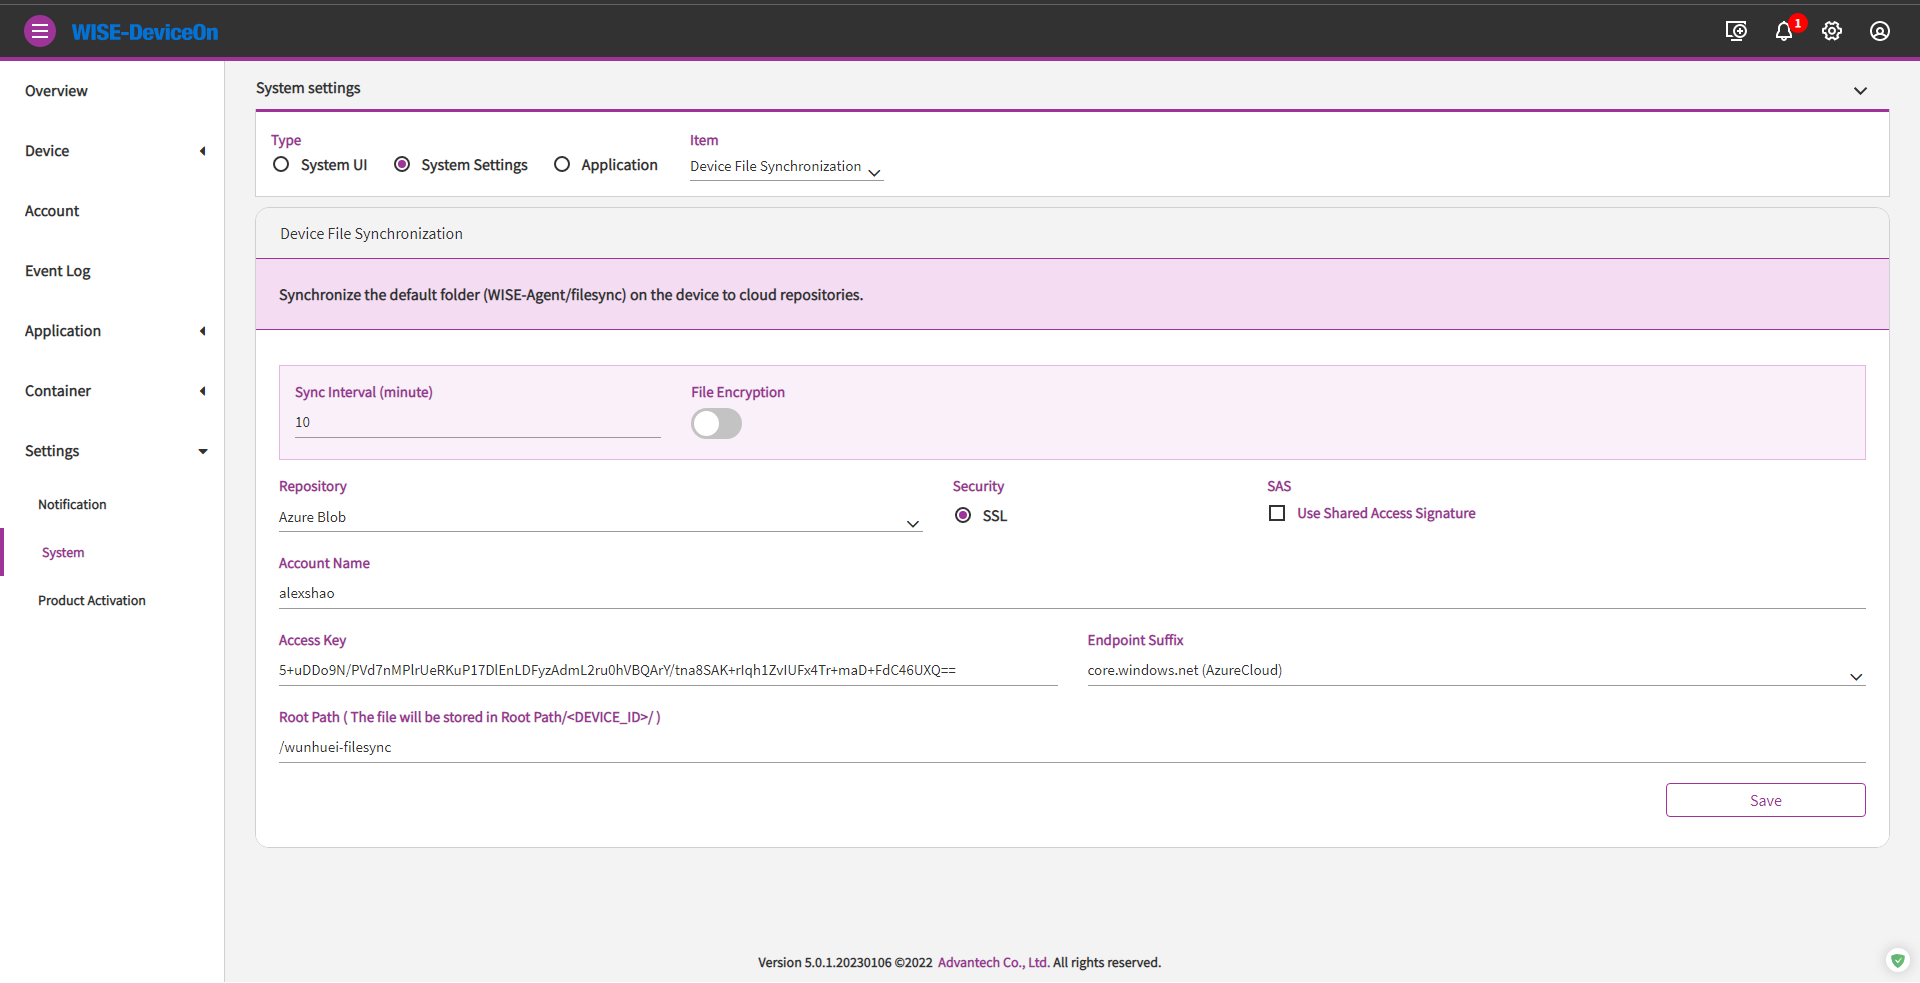 WISE-DeviceOn
1
Overview
Device
Account
Event Log
Application
Container
Settings
Notification
System
Product Activation
System settings
Type
System UI
System Settings
Application
Item
Device File Synchronization
Device File Synchronization
Synchronize the default folder (WISE-Agent/filesync) on the device to cloud repositories.
Sync Interval (minute)
10
File Encryption
Repository
Azure Blob
Security
SSL
SAS
Use Shared Access Signature
Account Name
alexshao
Access Key
5+uDDo9N/PVd7nMPlrUeRKuP17DlEnLDFyzAdmL2ru0hVBQArY/tna8SAK+rIqh1ZvIUFx4Tr+maD+FdC46UXQ==
Endpoint Suffix
core.windows.net (AzureCloud)
Root Path ( The file will be stored in Root Path/<DEVICE_ID>/ )
/wunhuei-filesync
Save
Version 5.0.1.20230106 ©2022 Advantech Co., Ltd. All rights reserved.